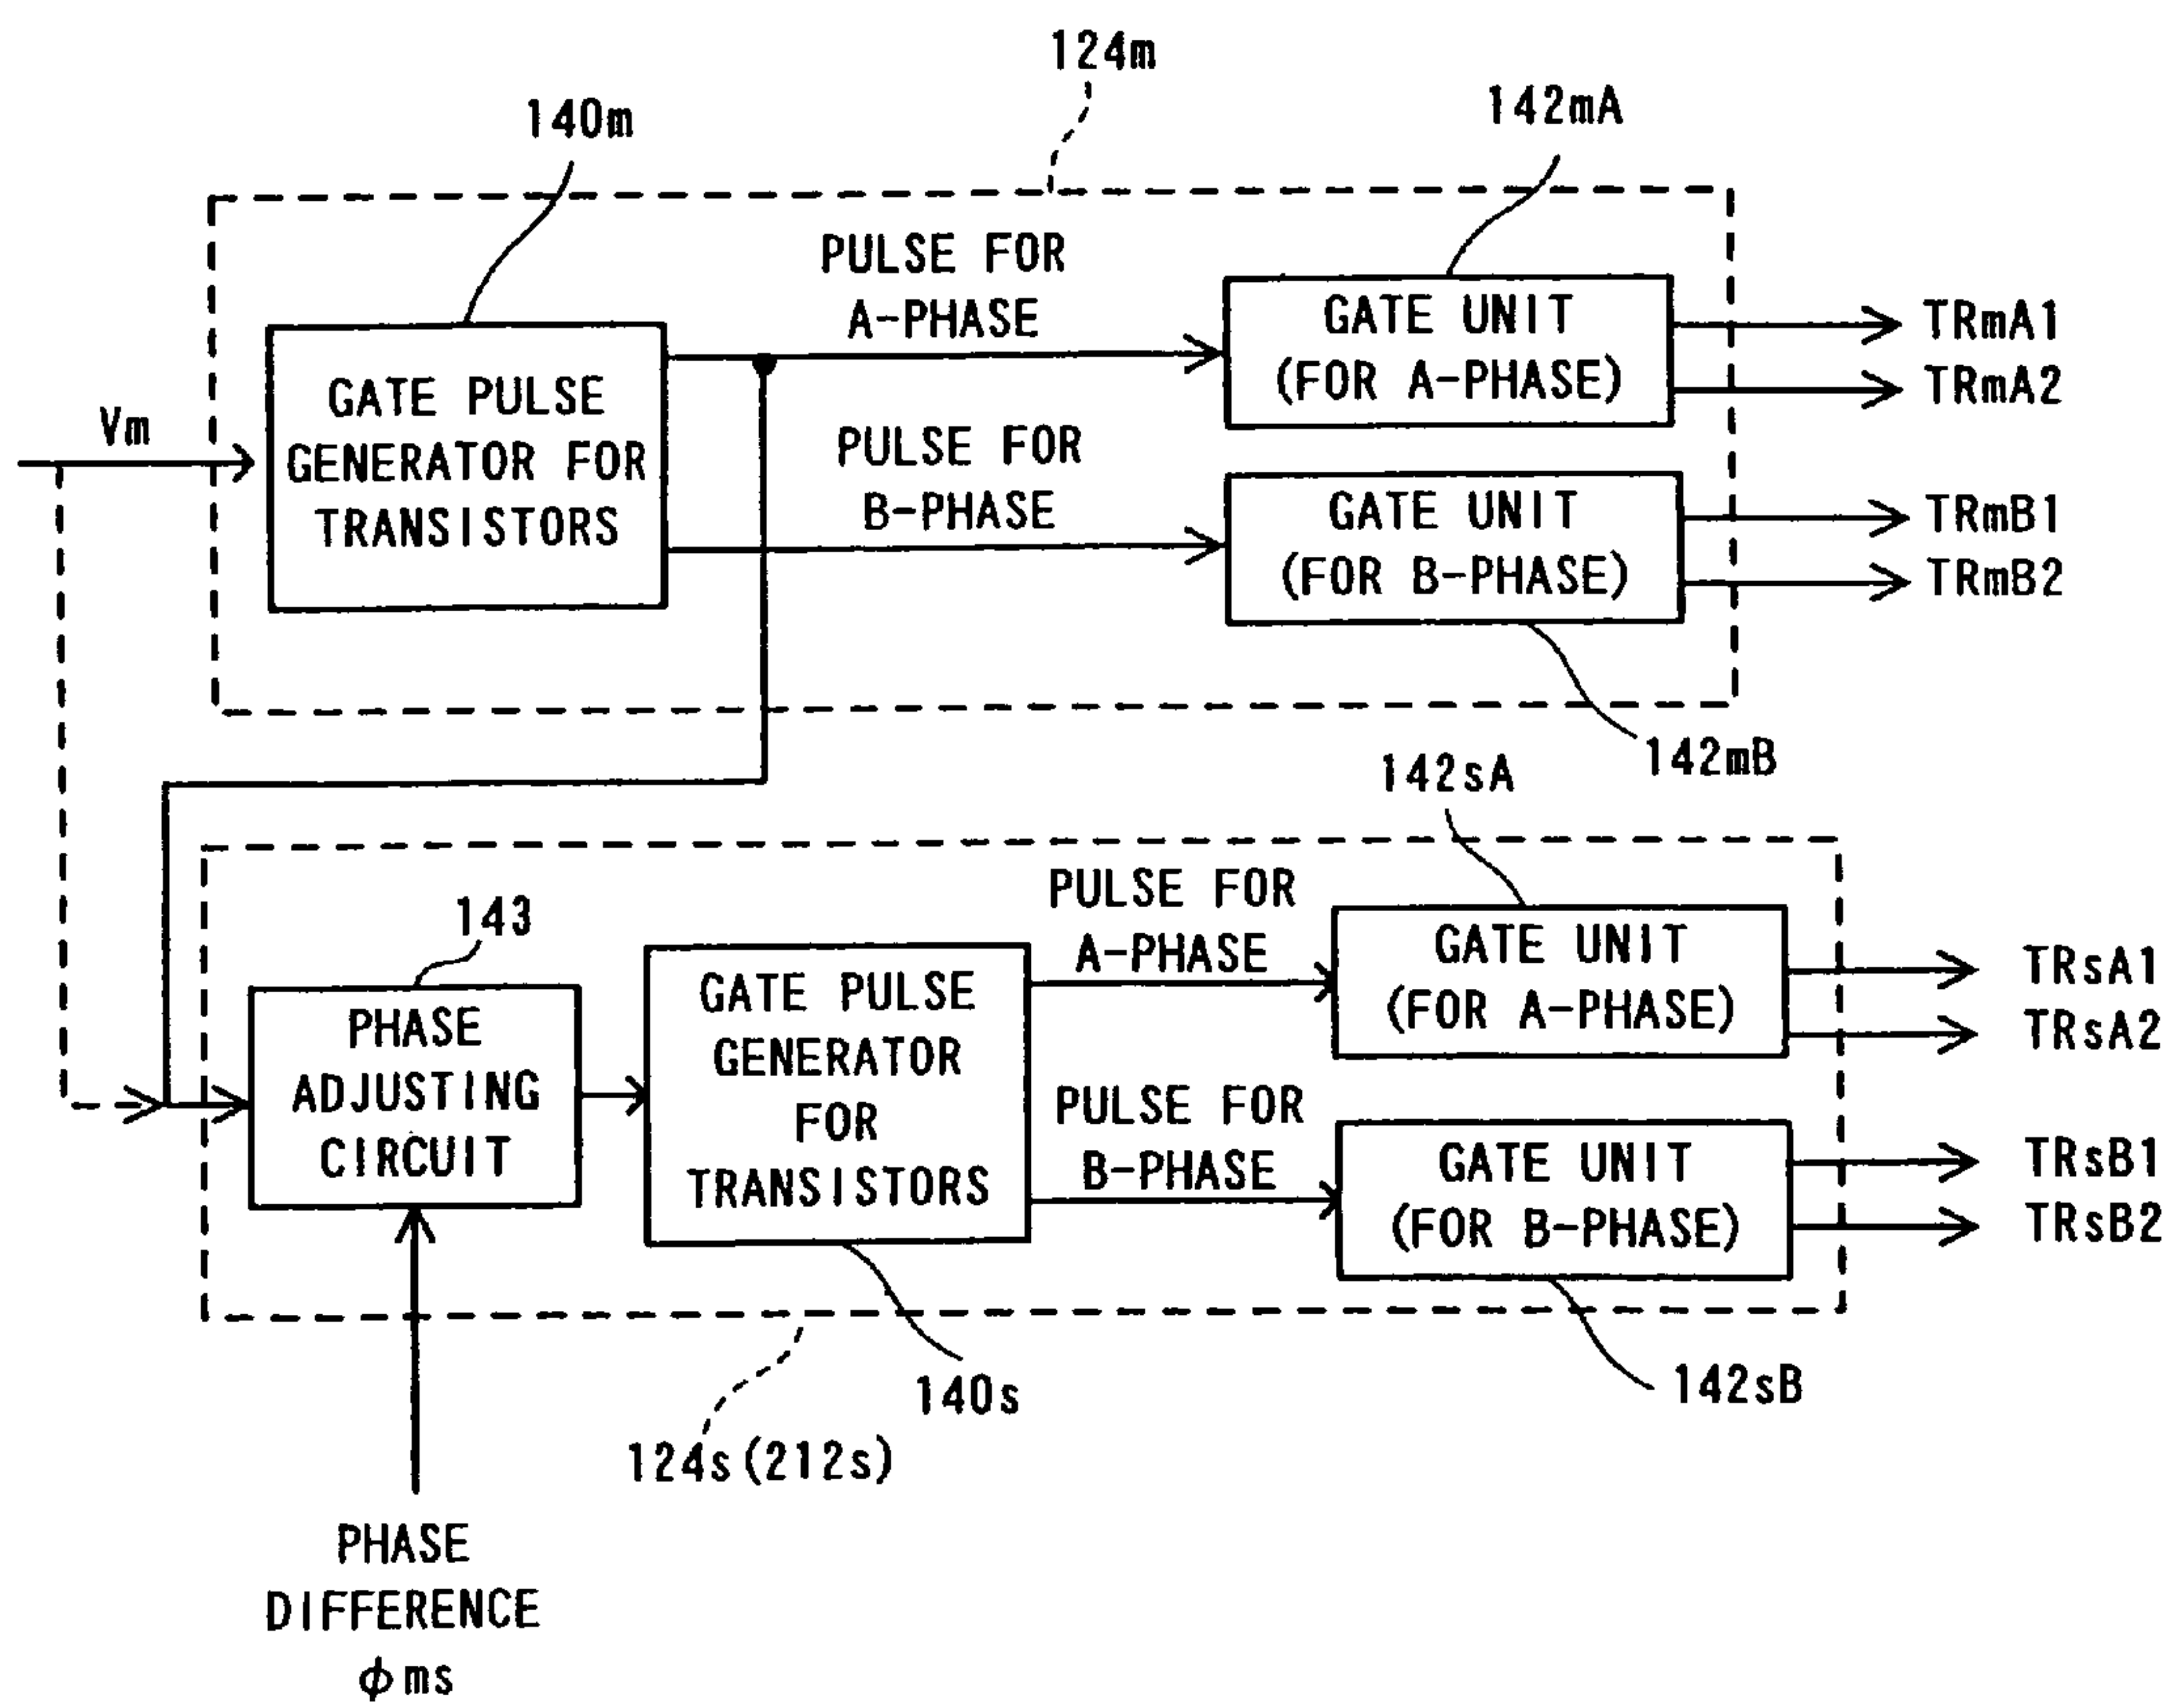 124m
140m
142mA
PULSE FOR
A-PHASE
GATE UNIT
(FOR A-PHASE)
TRmA1
TRmA2
Vm
GATE PULSE
GENERATOR FOR
TRANSISTORS
PULSE FOR
B-PHASE
GATE UNIT
(FOR B-PHASE)
TRmB1
TRmB2
142mB
142sA
143
PHASE
ADJUSTING
CIRCUIT
GATE PULSE
GENERATOR
FOR
TRANSISTORS
PULSE FOR
A-PHASE
GATE UNIT
(FOR A-PHASE)
TRsA1
TRsA2
PULSE FOR
B-PHASE
GATE UNIT
(FOR B-PHASE)
TRsB1
TRsB2
140s
142sB
124s(212s)
PHASE
DIFFERENCE
ϕms